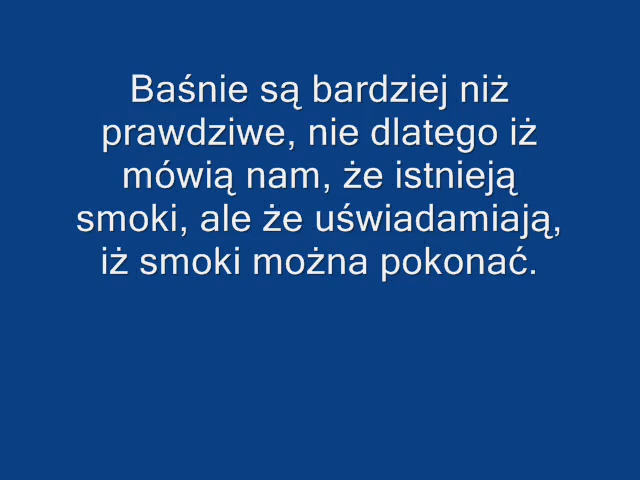 Baśnie są bardziej niż
prawdziwe, nie dlatego iż
mówią nam, że istnieją
smoki, ale że uświadamiają,
iż smoki można pokonać.